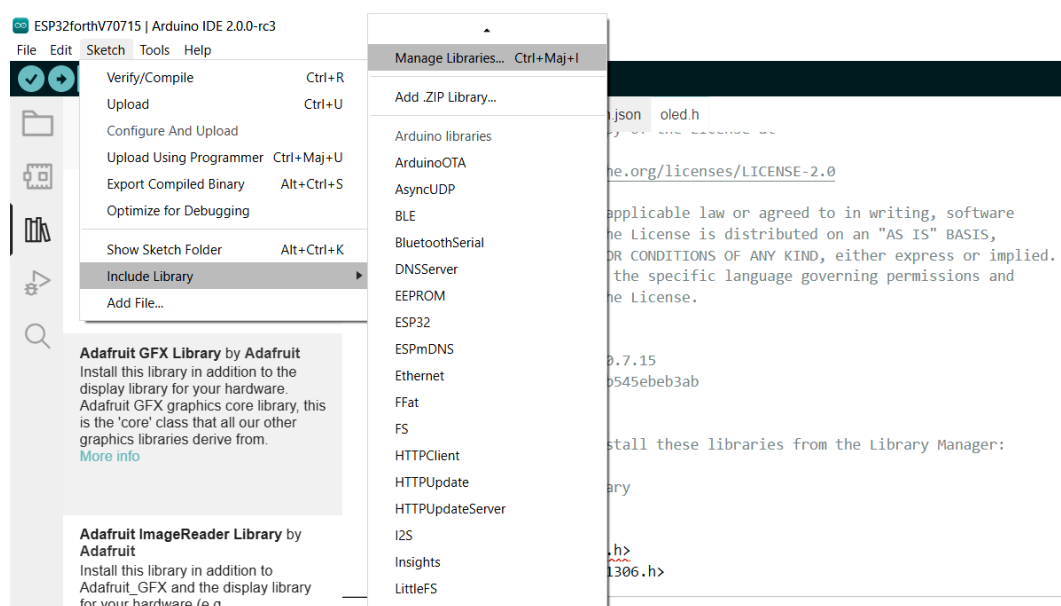 ESP32forthV70715 | Arduino IDE 2.0.0-rc3
File Edit Sketch Tools Help
Verify/Compile Ctrl+R
Upload Ctrl+U
Configure And Upload
Upload Using Programmer Ctrl+Maj+U
Export Compiled Binary Alt+Ctrl+S
Optimize for Debugging
Show Sketch Folder Alt+Ctrl+K
Include Library
Add File...
Manage Libraries... Ctrl+Maj+I
Add .ZIP Library...
Arduino libraries
ArduinoOTA
AsyncUDP
BLE
BluetoothSerial
DNSServer
EEPROM
ESP32
ESPmDNS
Ethernet
FFat
FS
HTTPClient
HTTPUpdate
HTTPUpdateServer
I2S
Insights
LittleFS
Adafruit GFX Library by Adafruit
Install this library in addition to the
display library for your hardware.
Adafruit GFX graphics core library, this
is the 'core' class that all our other
graphics libraries derive from.
More info
Adafruit ImageReader Library by
Adafruit
Install this library in addition to
Adafruit_GFX and the display library
for your hardware (e.g.
.json oled.h
of the License at
he.org/licenses/LICENSE-2.0
applicable law or agreed to in writing, software
he License is distributed on an "AS IS" BASIS,
OR CONDITIONS OF ANY KIND, either express or implied.
the specific language governing permissions and
he License.
0.7.15
b545ebeb3ab
stall these libraries from the Library Manager:
ary
.h>
1306.h>